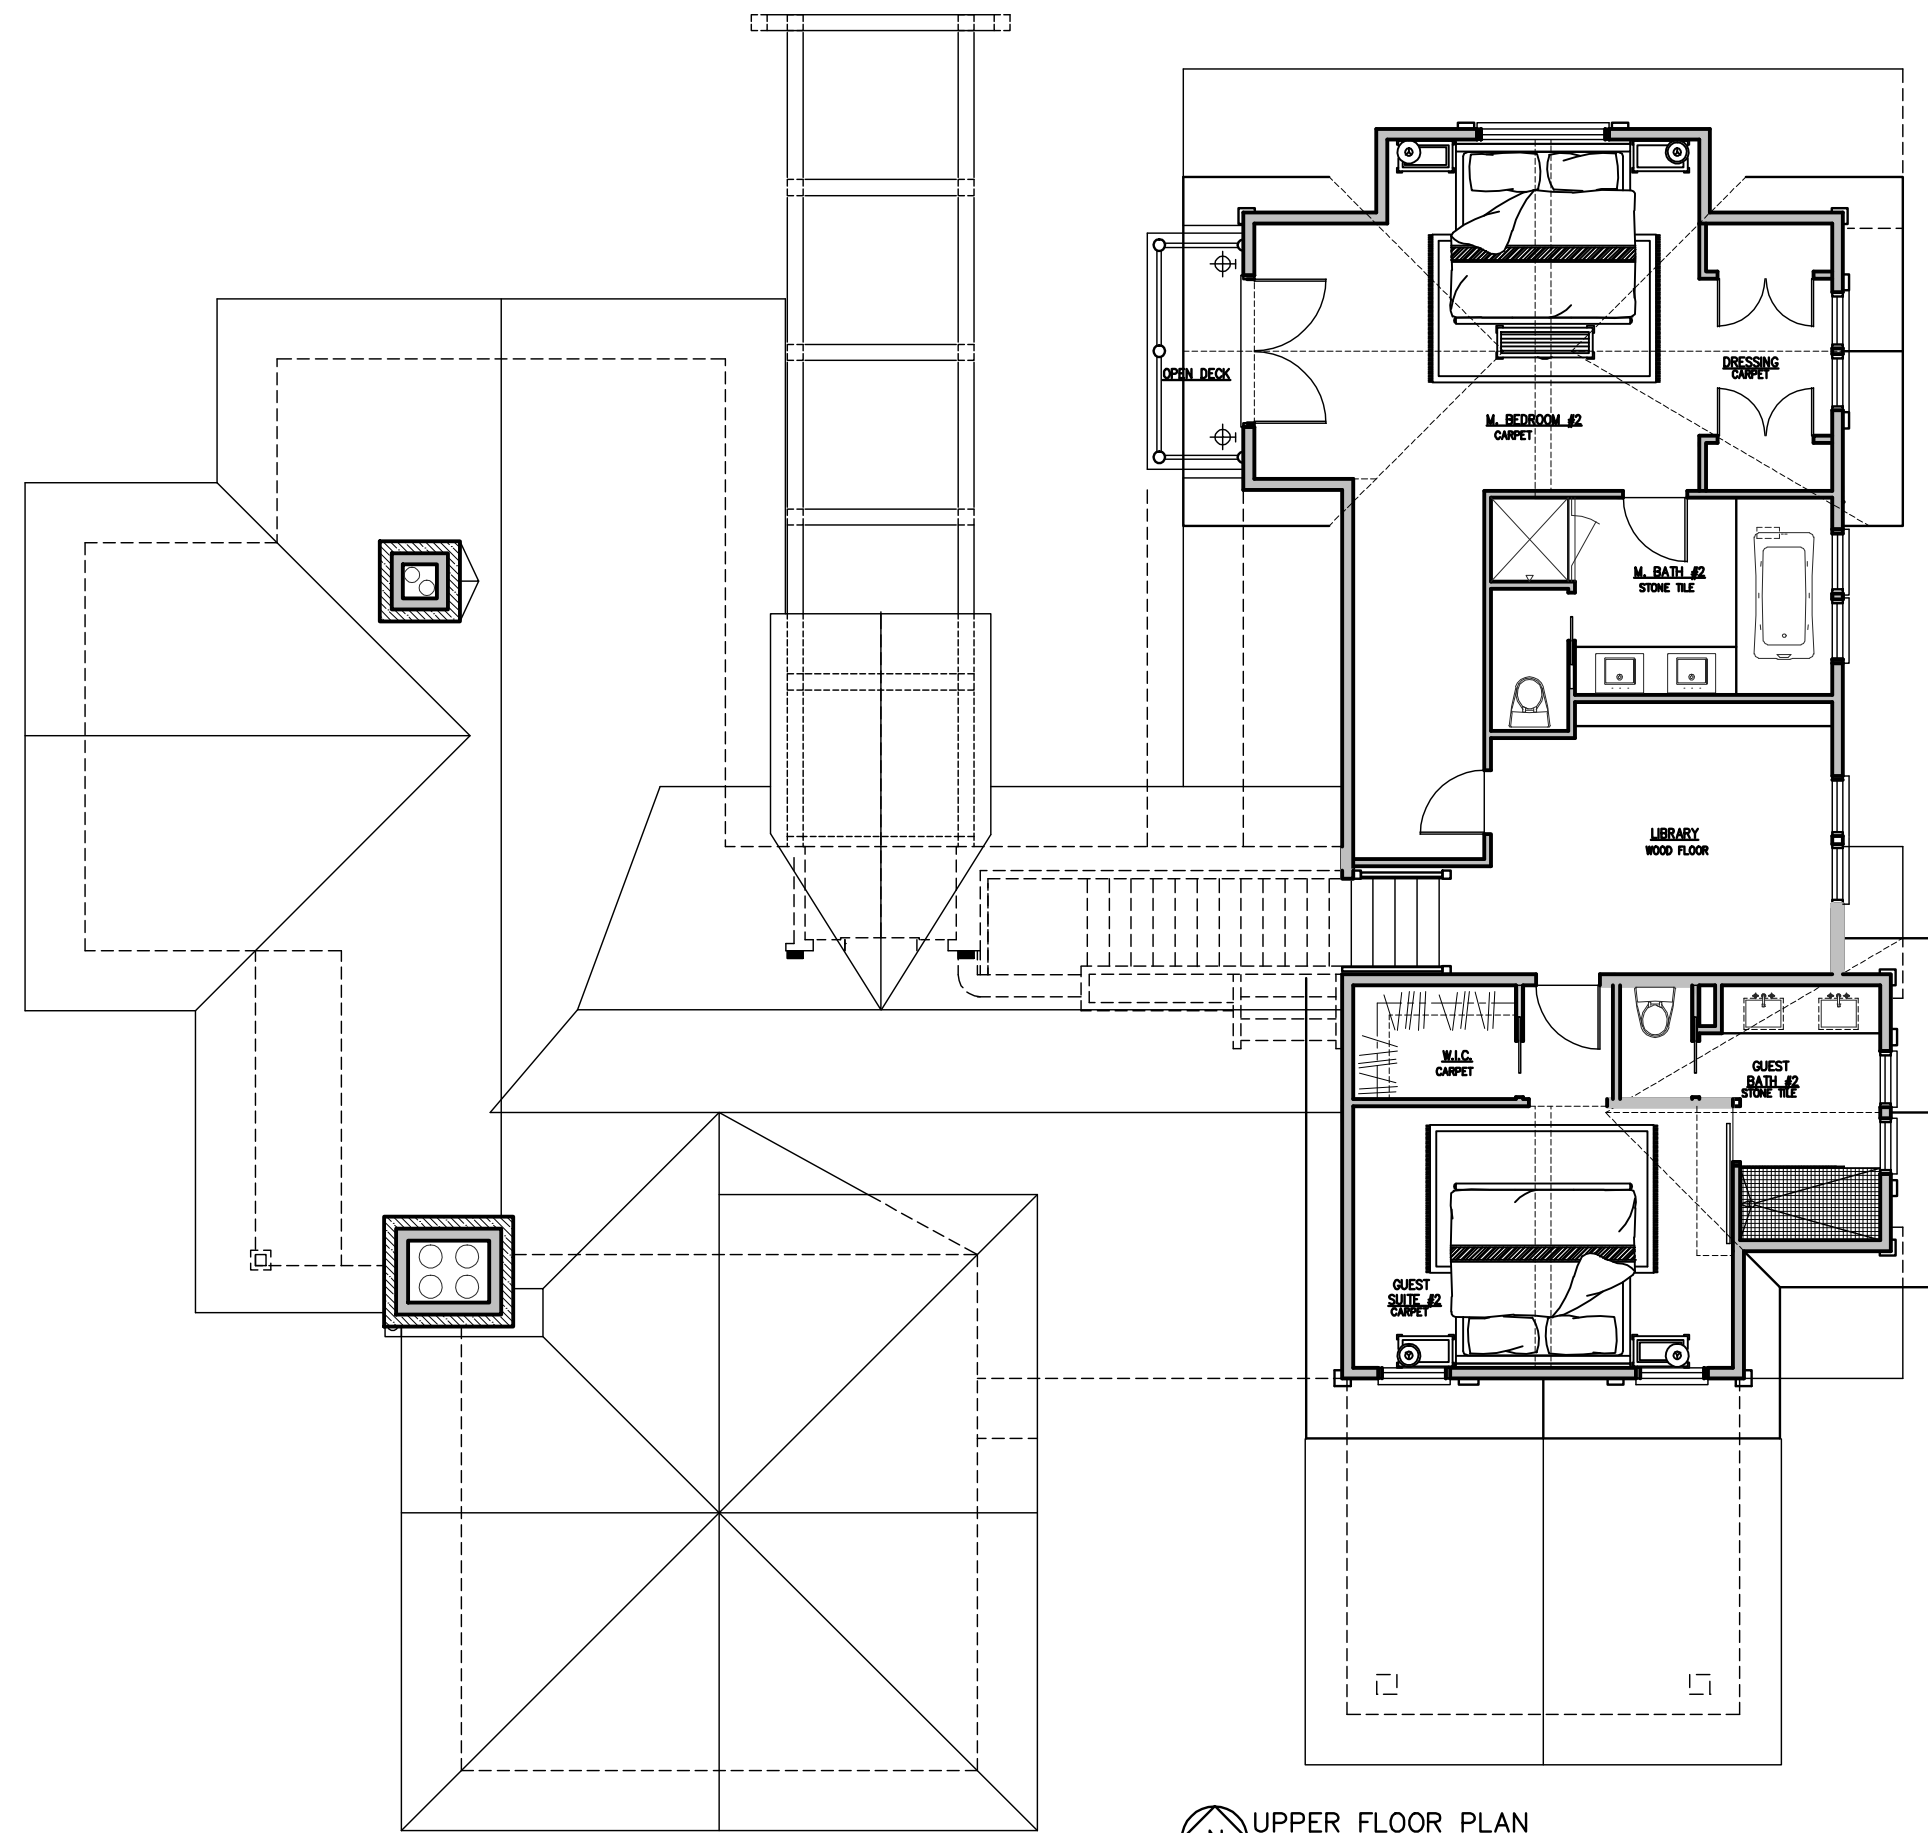 OPEN DECK
DRESSING
CARPET
M. BEDROOM #2
CARPET
M. BATH #2
STONE TILE
LIBRARY
WOOD FLOOR
W.I.C.
CARPET
GUEST
BATH #2
STONE TILE
GUEST
SUITE #2
CARPET
N
UPPER FLOOR PLAN